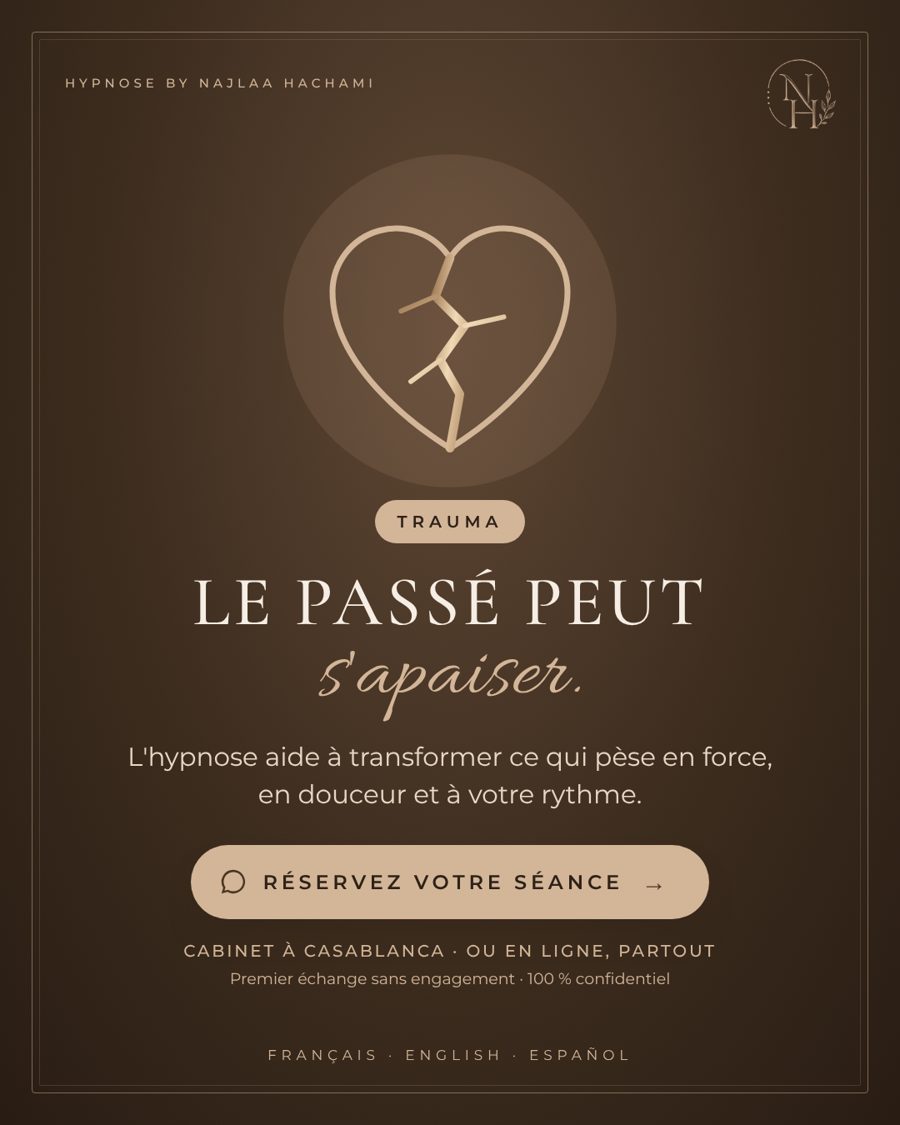 HYPNOSE BY NAJLAA HACHAMI
NH
TRAUMA
LE PASSÉ PEUT
s'apaiser.
L'hypnose aide à transformer ce qui pèse en force,
en douceur et à votre rythme.
RÉSERVEZ VOTRE SÉANCE →
CABINET À CASABLANCA · OU EN LIGNE, PARTOUT
Premier échange sans engagement · 100 % confidentiel
FRANÇAIS · ENGLISH · ESPAÑOL